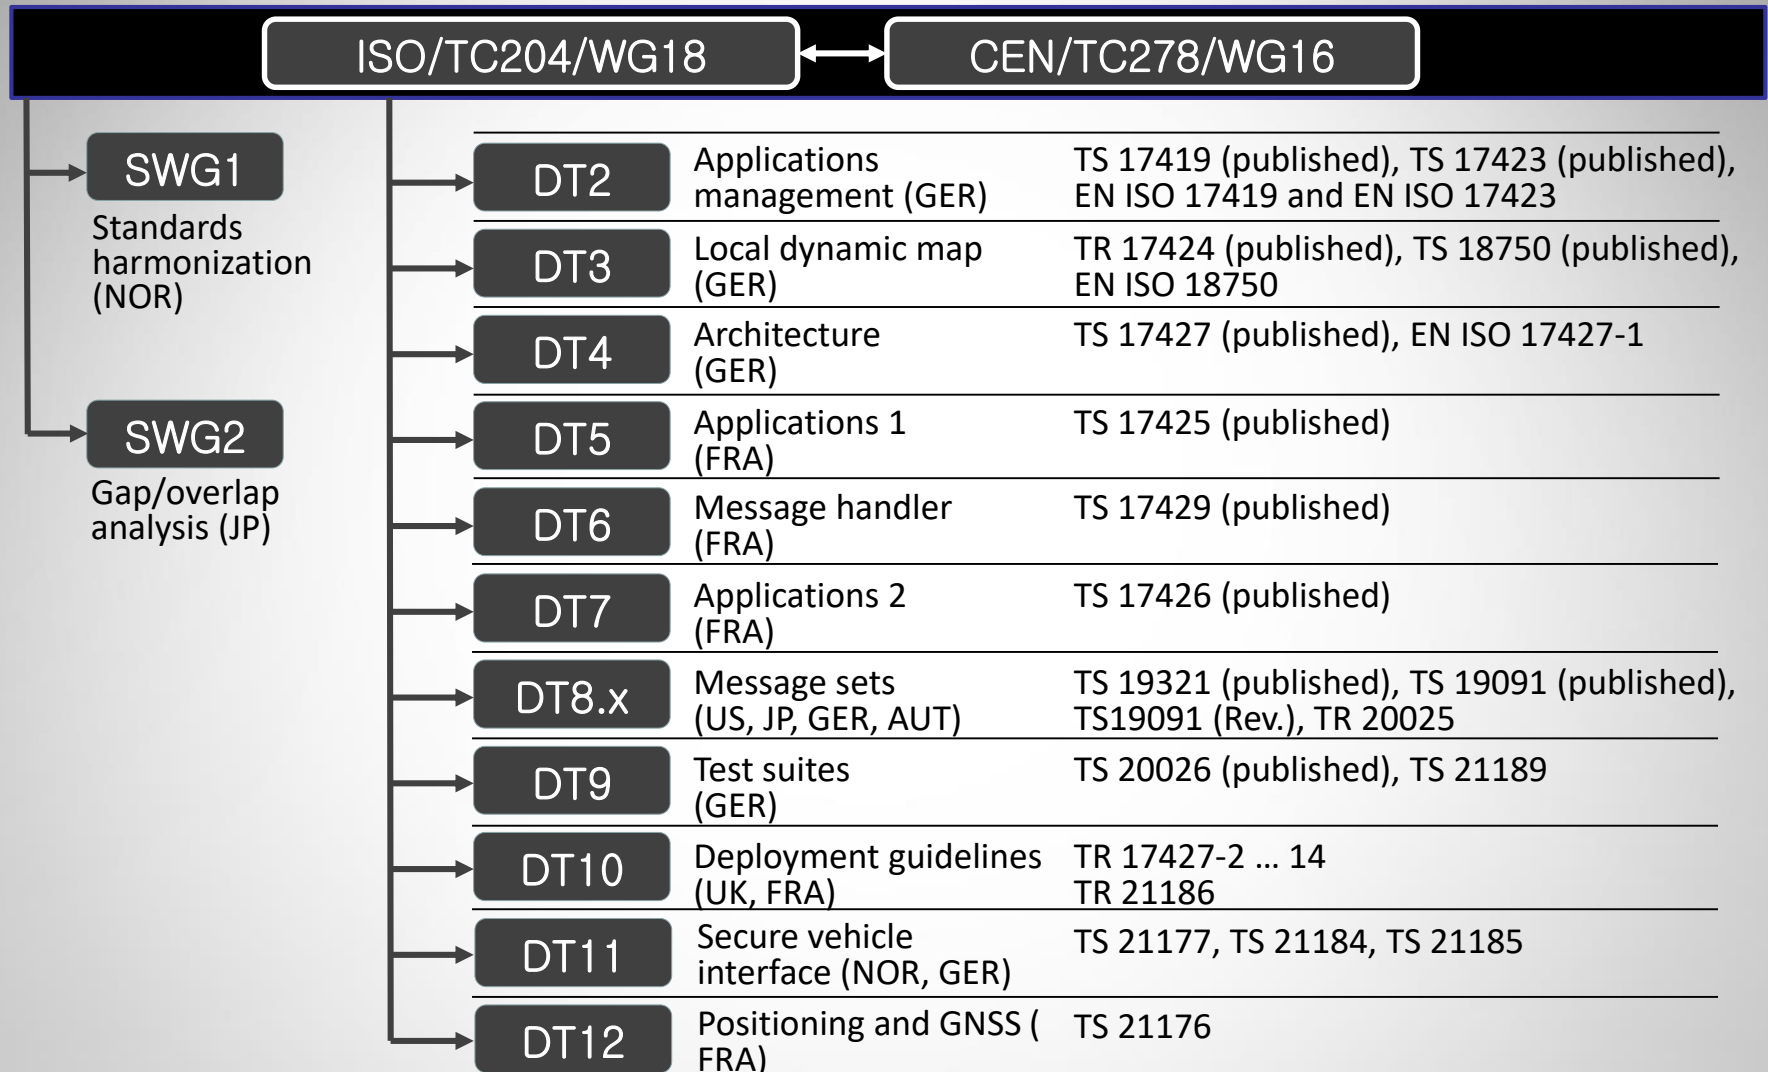 ISO/TC204/WG18
CEN/TC278/WG16
SWG1
Standards
harmonization
(NOR)
SWG2
Gap/overlap
analysis (JP)
DT2
Applications
management (GER)
TS 17419 (published), TS 17423 (published),
EN ISO 17419 and EN ISO 17423
DT3
Local dynamic map
(GER)
TR 17424 (published), TS 18750 (published),
EN ISO 18750
DT4
Architecture
(GER)
TS 17427 (published), EN ISO 17427-1
DT5
Applications 1
(FRA)
TS 17425 (published)
DT6
Message handler
(FRA)
TS 17429 (published)
DT7
Applications 2
(FRA)
TS 17426 (published)
DT8.x
Message sets
(US, JP, GER, AUT)
TS 19321 (published), TS 19091 (published),
TS19091 (Rev.), TR 20025
DT9
Test suites
(GER)
TS 20026 (published), TS 21189
DT10
Deployment guidelines
(UK, FRA)
TR 17427-2 … 14
TR 21186
DT11
Secure vehicle
interface (NOR, GER)
TS 21177, TS 21184, TS 21185
DT12
Positioning and GNSS (
FRA)
TS 21176